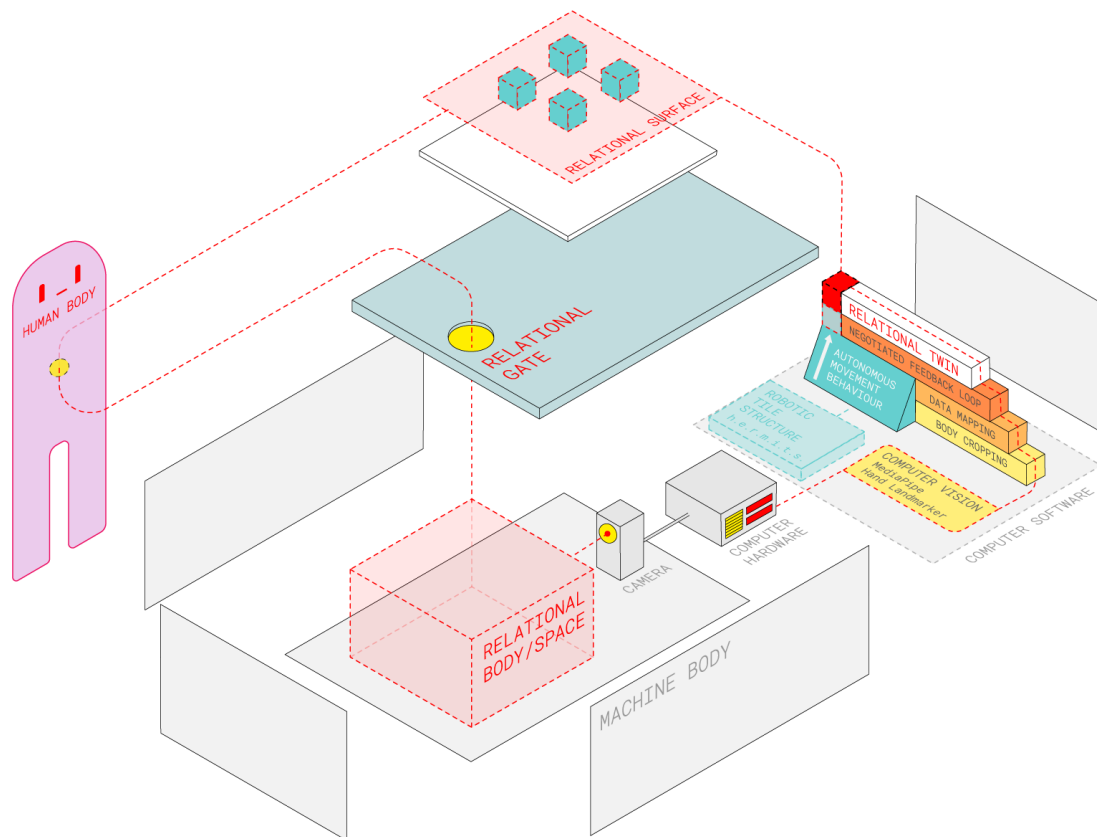 RELATIONAL SURFACE
HUMAN BODY
RELATIONAL
GATE
RELATIONAL TWIN
NEGOTIATED FEEDBACK LOOP
DATA MAPPING
BODY CROPPING
AUTONOMOUS
MOVEMENT
BEHAVIOUR
ROBOTIC
TILE
STRUCTURE
h.e.r.m.i.t.s.
COMPUTER VISION
MediaPipe
Hand Landmarker
COMPUTER SOFTWARE
COMPUTER
HARDWARE
CAMERA
RELATIONAL
BODY/SPACE
MACHINE BODY